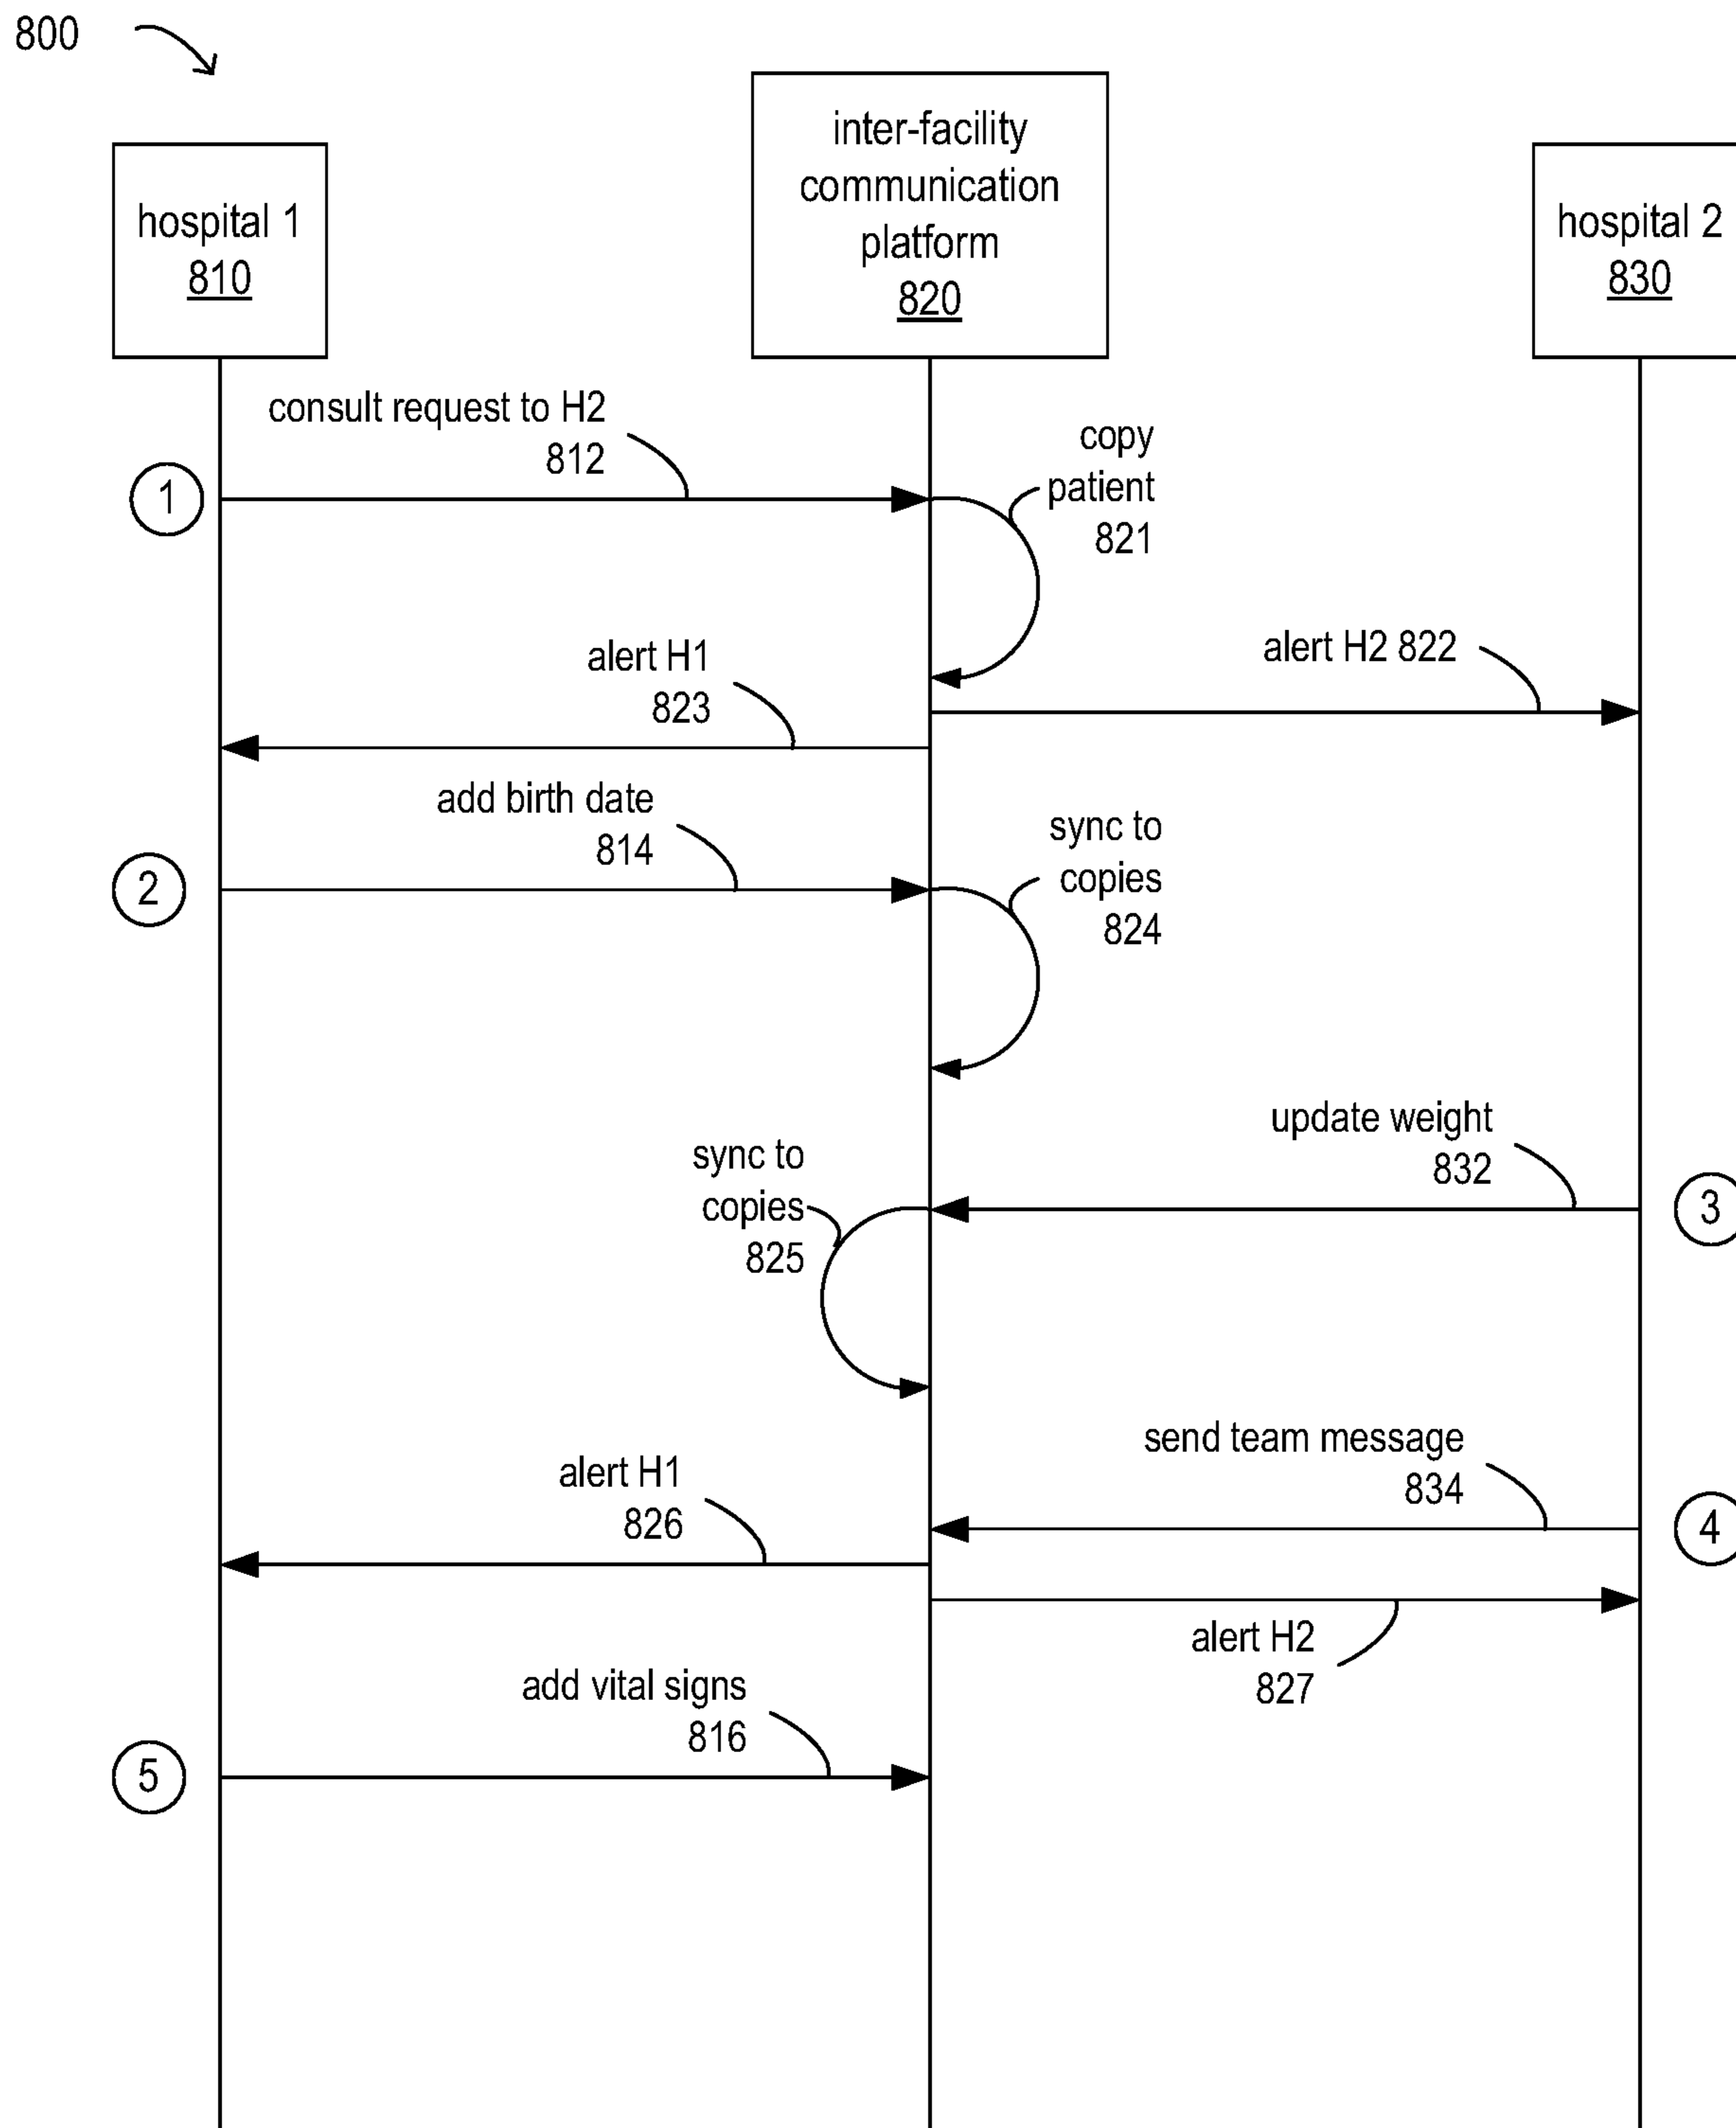 800
hospital 1
810
inter-facility
communication
platform
820
hospital 2
830
consult request to H2
812
1
copy
patient
821
alert H1
823
alert H2 822
add birth date
814
2
sync to
copies
824
update weight
832
3
sync to
copies
825
send team message
834
4
alert H1
826
alert H2
827
add vital signs
816
5